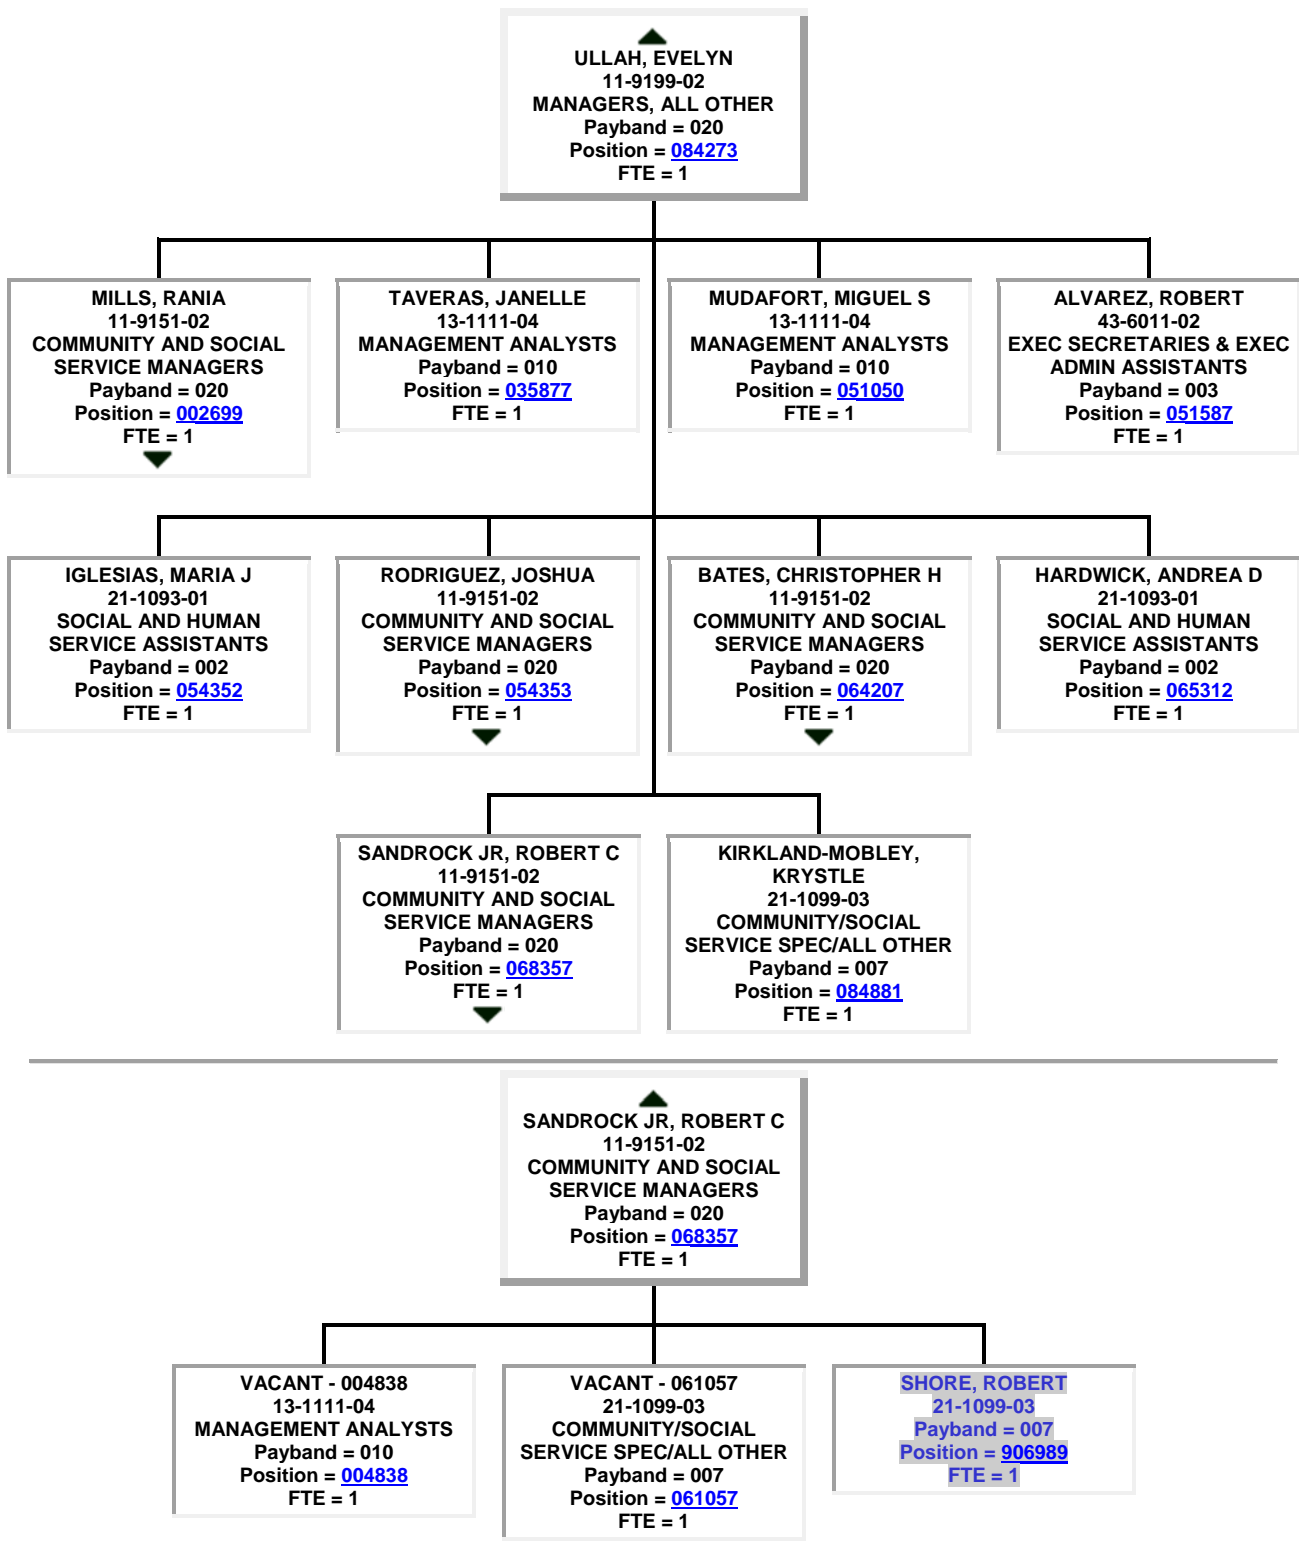 ULLAH, EVELYN
11-9199-02
MANAGERS, ALL OTHER
Payband = 020
Position = 084273
FTE = 1
MILLS, RANIA
11-9151-02
COMMUNITY AND SOCIAL
SERVICE MANAGERS
Payband = 020
Position = 002699
FTE = 1
TAVERAS, JANELLE
13-1111-04
MANAGEMENT ANALYSTS
Payband = 010
Position = 035877
FTE = 1
MUDAFORT, MIGUEL S
13-1111-04
MANAGEMENT ANALYSTS
Payband = 010
Position = 051050
FTE = 1
ALVAREZ, ROBERT
43-6011-02
EXEC SECRETARIES & EXEC
ADMIN ASSISTANTS
Payband = 003
Position = 051587
FTE = 1
IGLESIAS, MARIA J
21-1093-01
SOCIAL AND HUMAN
SERVICE ASSISTANTS
Payband = 002
Position = 054352
FTE = 1
RODRIGUEZ, JOSHUA
11-9151-02
COMMUNITY AND SOCIAL
SERVICE MANAGERS
Payband = 020
Position = 054353
FTE = 1
BATES, CHRISTOPHER H
11-9151-02
COMMUNITY AND SOCIAL
SERVICE MANAGERS
Payband = 020
Position = 064207
FTE = 1
HARDWICK, ANDREA D
21-1093-01
SOCIAL AND HUMAN
SERVICE ASSISTANTS
Payband = 002
Position = 065312
FTE = 1
SANDROCK JR, ROBERT C
11-9151-02
COMMUNITY AND SOCIAL
SERVICE MANAGERS
Payband = 020
Position = 068357
FTE = 1
KIRKLAND-MOBLEY,
KRYSTLE
21-1099-03
COMMUNITY/SOCIAL
SERVICE SPEC/ALL OTHER
Payband = 007
Position = 084881
FTE = 1
SANDROCK JR, ROBERT C
11-9151-02
COMMUNITY AND SOCIAL
SERVICE MANAGERS
Payband = 020
Position = 068357
FTE = 1
VACANT - 004838
13-1111-04
MANAGEMENT ANALYSTS
Payband = 010
Position = 004838
FTE = 1
VACANT - 061057
21-1099-03
COMMUNITY/SOCIAL
SERVICE SPEC/ALL OTHER
Payband = 007
Position = 061057
FTE = 1
SHORE, ROBERT
21-1099-03
Payband = 007
Position = 906989
FTE = 1